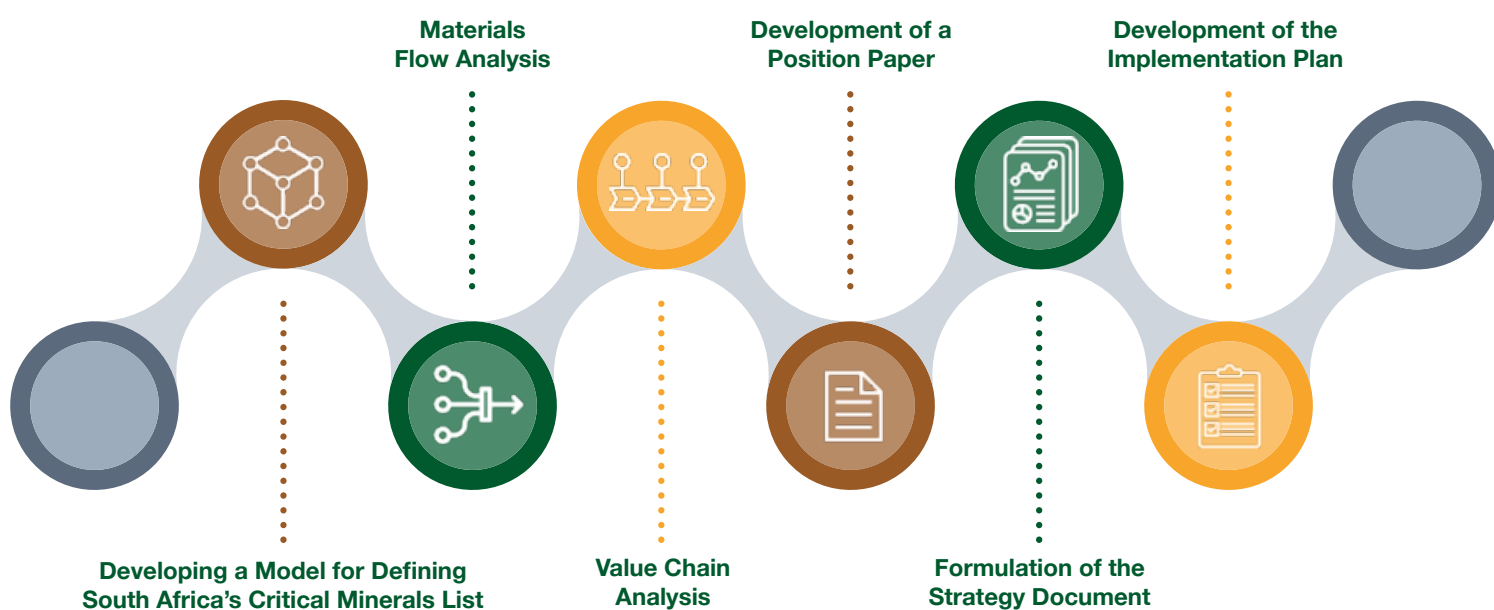 Materials
Flow Analysis
Development of a
Position Paper
Development of the
Implementation Plan
Developing a Model for Defining
South Africa’s Critical Minerals List
Value Chain
Analysis
Formulation of the
Strategy Document